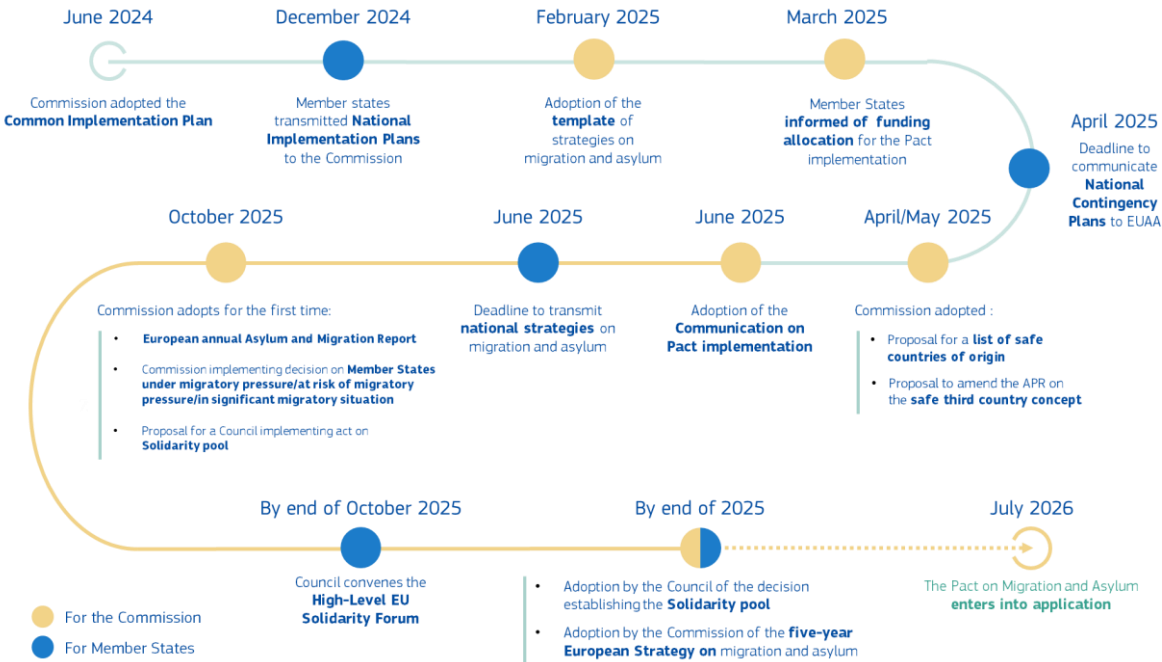 June 2024
Commission adopted the
Common Implementation Plan
December 2024
Member states
transmitted National
Implementation Plans
to the Commission
February 2025
Adoption of the
template of
strategies on
migration and asylum
March 2025
Member States
informed of funding
allocation for the Pact
implementation
April 2025
Deadline to
communicate
National
Contingency
Plans to EUAA
April/May 2025
Commission adopted :
• Proposal for a list of safe
countries of origin
• Proposal to amend the APR on
the safe third country concept
June 2025
Adoption of the
Communication on
Pact implementation
June 2025
Deadline to transmit
national strategies on
migration and asylum
October 2025
Commission adopts for the first time:
• European annual Asylum and Migration Report
• Commission implementing decision on Member States
under migratory pressure/at risk of migratory
pressure/in significant migratory situation
• Proposal for a Council implementing act on
Solidarity pool
By end of October 2025
Council convenes the
High-Level EU
Solidarity Forum
By end of 2025
• Adoption by the Council of the decision
establishing the Solidarity pool
• Adoption by the Commission of the five-year
European Strategy on migration and asylum
July 2026
The Pact on Migration and Asylum
enters into application
For the Commission
For Member States